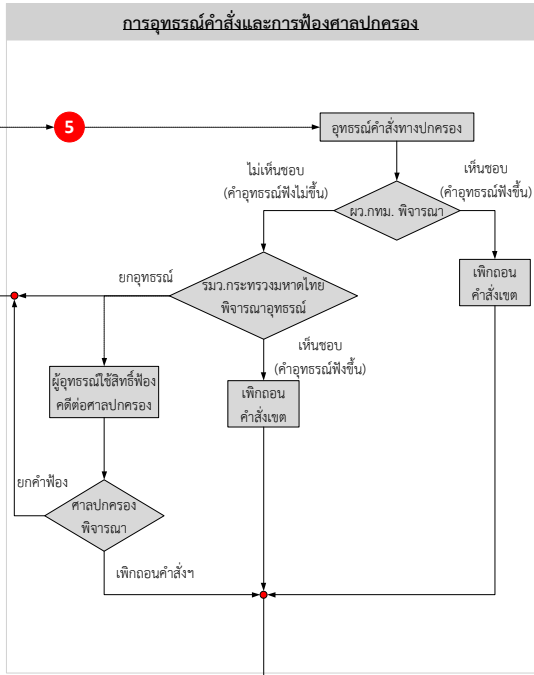 การอุทธรณ์คำสั่งและการฟ้องศาลปกครอง
5
อุทธรณ์คำสั่งทางปกครอง
ไม่เห็นชอบ
(คำอุทธรณ์ฟังไม่ขึ้น)
เห็นชอบ
(คำอุทธรณ์ฟังขึ้น)
ผว.กทม. พิจารณา
เพิกถอน
คำสั่งเขต
ยกอุทธรณ์
รมว.กระทรวงมหาดไทย
พิจารณาอุทธรณ์
เห็นชอบ
(คำอุทธรณ์ฟังขึ้น)
ผู้อุทธรณ์ใช้สิทธิ์ฟ้อง
คดีต่อศาลปกครอง
เพิกถอน
คำสั่งเขต
ยกคำฟ้อง
ศาลปกครอง
พิจารณา
เพิกถอนคำสั่งฯ